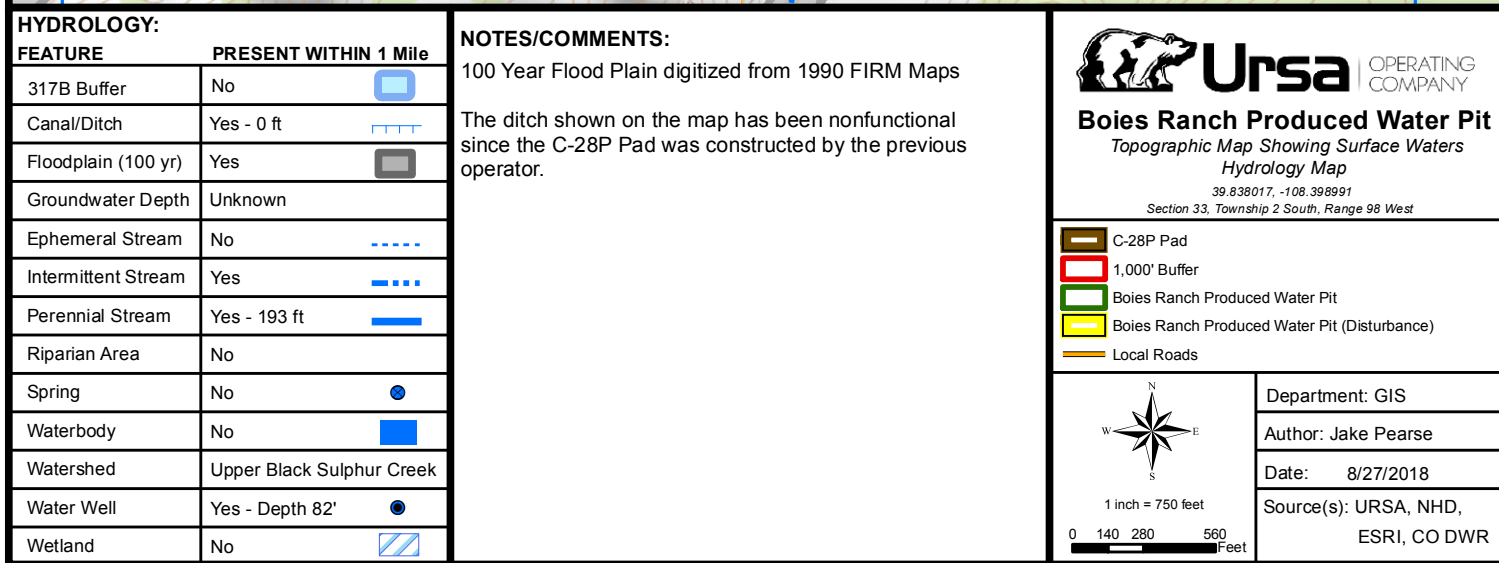 HYDROLOGY:
FEATURE PRESENT WITHIN 1 Mile
317B Buffer No
Canal/Ditch Yes - 0 ft
Floodplain (100 yr) Yes
Groundwater Depth Unknown
Ephemeral Stream No
Intermittent Stream Yes
Perennial Stream Yes - 193 ft
Riparian Area No
Spring No
Waterbody No
Watershed Upper Black Sulphur Creek
Water Well Yes - Depth 82'
Wetland No
NOTES/COMMENTS:
100 Year Flood Plain digitized from 1990 FIRM Maps
The ditch shown on the map has been nonfunctional
since the C-28P Pad was constructed by the previous
operator.
Ursa OPERATING
COMPANY
Boies Ranch Produced Water Pit
Topographic Map Showing Surface Waters
Hydrology Map
39.838017, -108.398991
Section 33, Township 2 South, Range 98 West
C-28P Pad
1,000' Buffer
Boies Ranch Produced Water Pit
Boies Ranch Produced Water Pit (Disturbance)
Local Roads
N
W E
S
1 inch = 750 feet
0 140 280 560
Feet
Department: GIS
Author: Jake Pearse
Date: 8/27/2018
Source(s): URSA, NHD,
ESRI, CO DWR